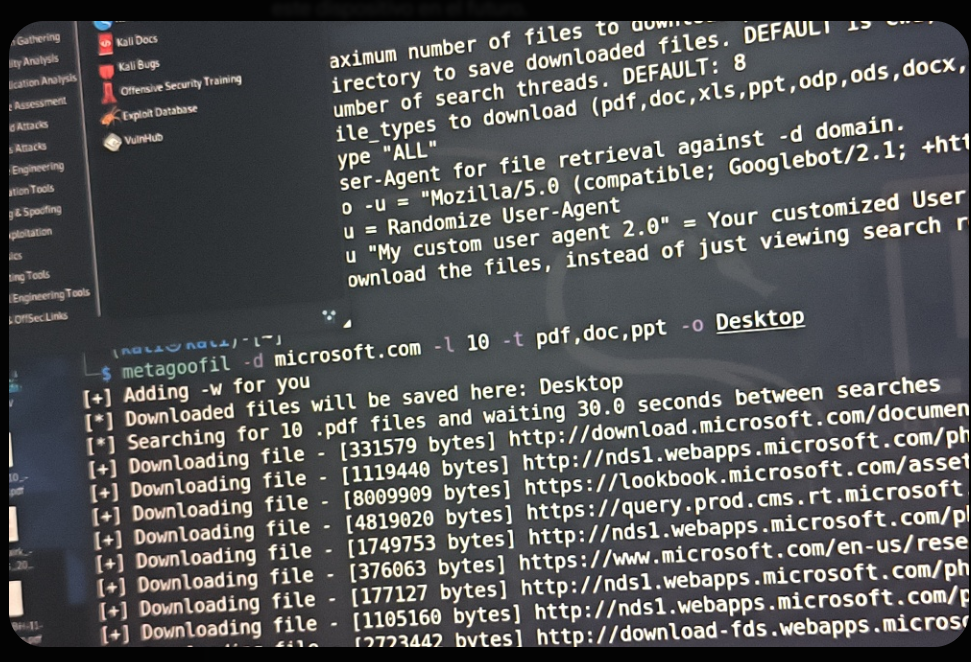 este dispositivo en el futuro.
Gathering
ty Analysis
cation Analysis
e Assessment
d Attacks
s Attacks
Engineering
ation Tools
g & Spoofing
ploitation
ics
ting Tools
Engineering Tools
OffSec Links
Kali Docs
Kali Bugs
Offensive Security Training
Exploit Database
VulnHub
aximum number of files to
irectory to save downloaded files. DEFAULT is
umber of search threads. DEFAULT: 8
ile_types to download (pdf,doc,xls,ppt,odp,ods,docx,
ype "ALL"
ser-Agent for file retrieval against -d domain.
o -u = "Mozilla/5.0 (compatible; Googlebot/2.1; +htt
u = Randomize User-Agent
u "My custom user agent 2.0" = Your customized User
ownload the files, instead of just viewing search r
(kali㉿kali)-[~]
$ metagoofil -d microsoft.com -l 10 -t pdf,doc,ppt -o Desktop
[+] Adding -w for you
[*] Downloaded files will be saved here: Desktop
[*] Searching for 10 .pdf files and waiting 30.0 seconds between searches
[+] Downloading file - [331579 bytes] http://download.microsoft.com/documen
[+] Downloading file - [1119440 bytes] http://nds1.webapps.microsoft.com/ph
[+] Downloading file - [8009909 bytes] https://lookbook.microsoft.com/asset
[+] Downloading file - [4819020 bytes] https://query.prod.cms.rt.microsoft
[+] Downloading file - [1749753 bytes] http://nds1.webapps.microsoft.com/ph
[+] Downloading file - [376063 bytes] https://www.microsoft.com/en-us/rese
[+] Downloading file - [177127 bytes] http://nds1.webapps.microsoft.com/ph
[+] Downloading file - [1105160 bytes] http://nds1.webapps.microsoft.com/p
[2723442 bytes] http://download-fds.webapps.micros